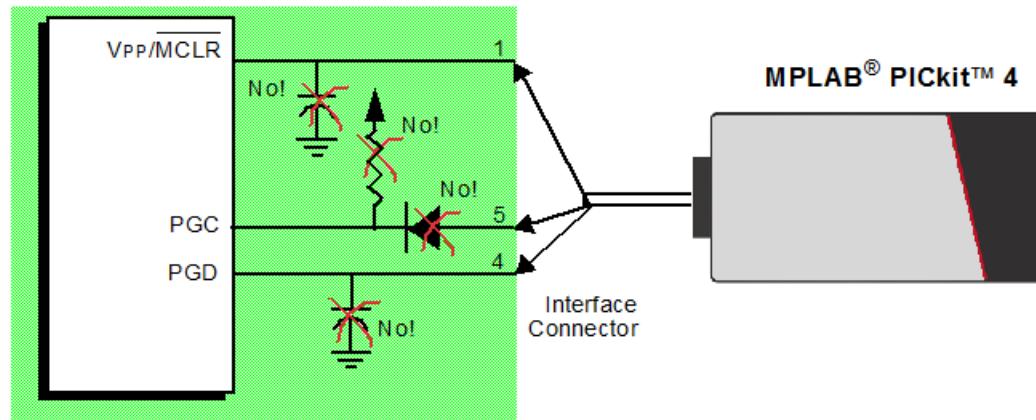 VPP/MCLR
1
MPLAB® PICkit™ 4
No!
No!
No!
PGC
5
PGD
4
No!
Interface
Connector